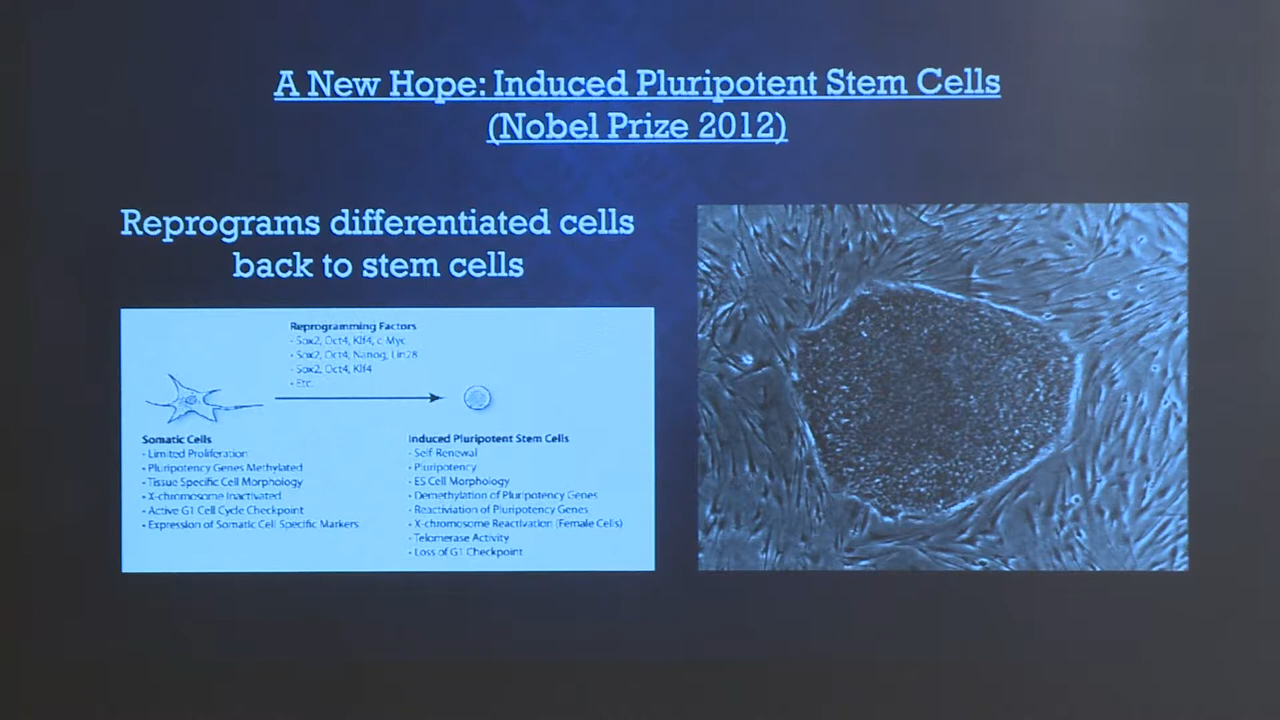 A New Hope: Induced Pluripotent Stem Cells
(Nobel Prize 2012)
Reprograms differentiated cells
back to stem cells
Reprogramming Factors
- Sox2, Oct4, Klf4, c-Myc
- Sox2, Oct4, Nanog, Lin28
- Sox2, Oct4, Klf4
- Etc.
Somatic Cells
- Limited Proliferation
- Pluripotency Genes Methylated
- Tissue Specific Cell Morphology
- X-chromosome Inactivated
- Active G1 Cell Cycle Checkpoint
- Expression of Somatic Cell Specific Markers
Induced Pluripotent Stem Cells
- Self Renewal
- Pluripotency
- ES Cell Morphology
- Demethylation of Pluripotency Genes
- Reactiviation of Pluripotency Genes
- X-chromosome Reactivation (Female Cells)
- Telomerase Activity
- Loss of G1 Checkpoint